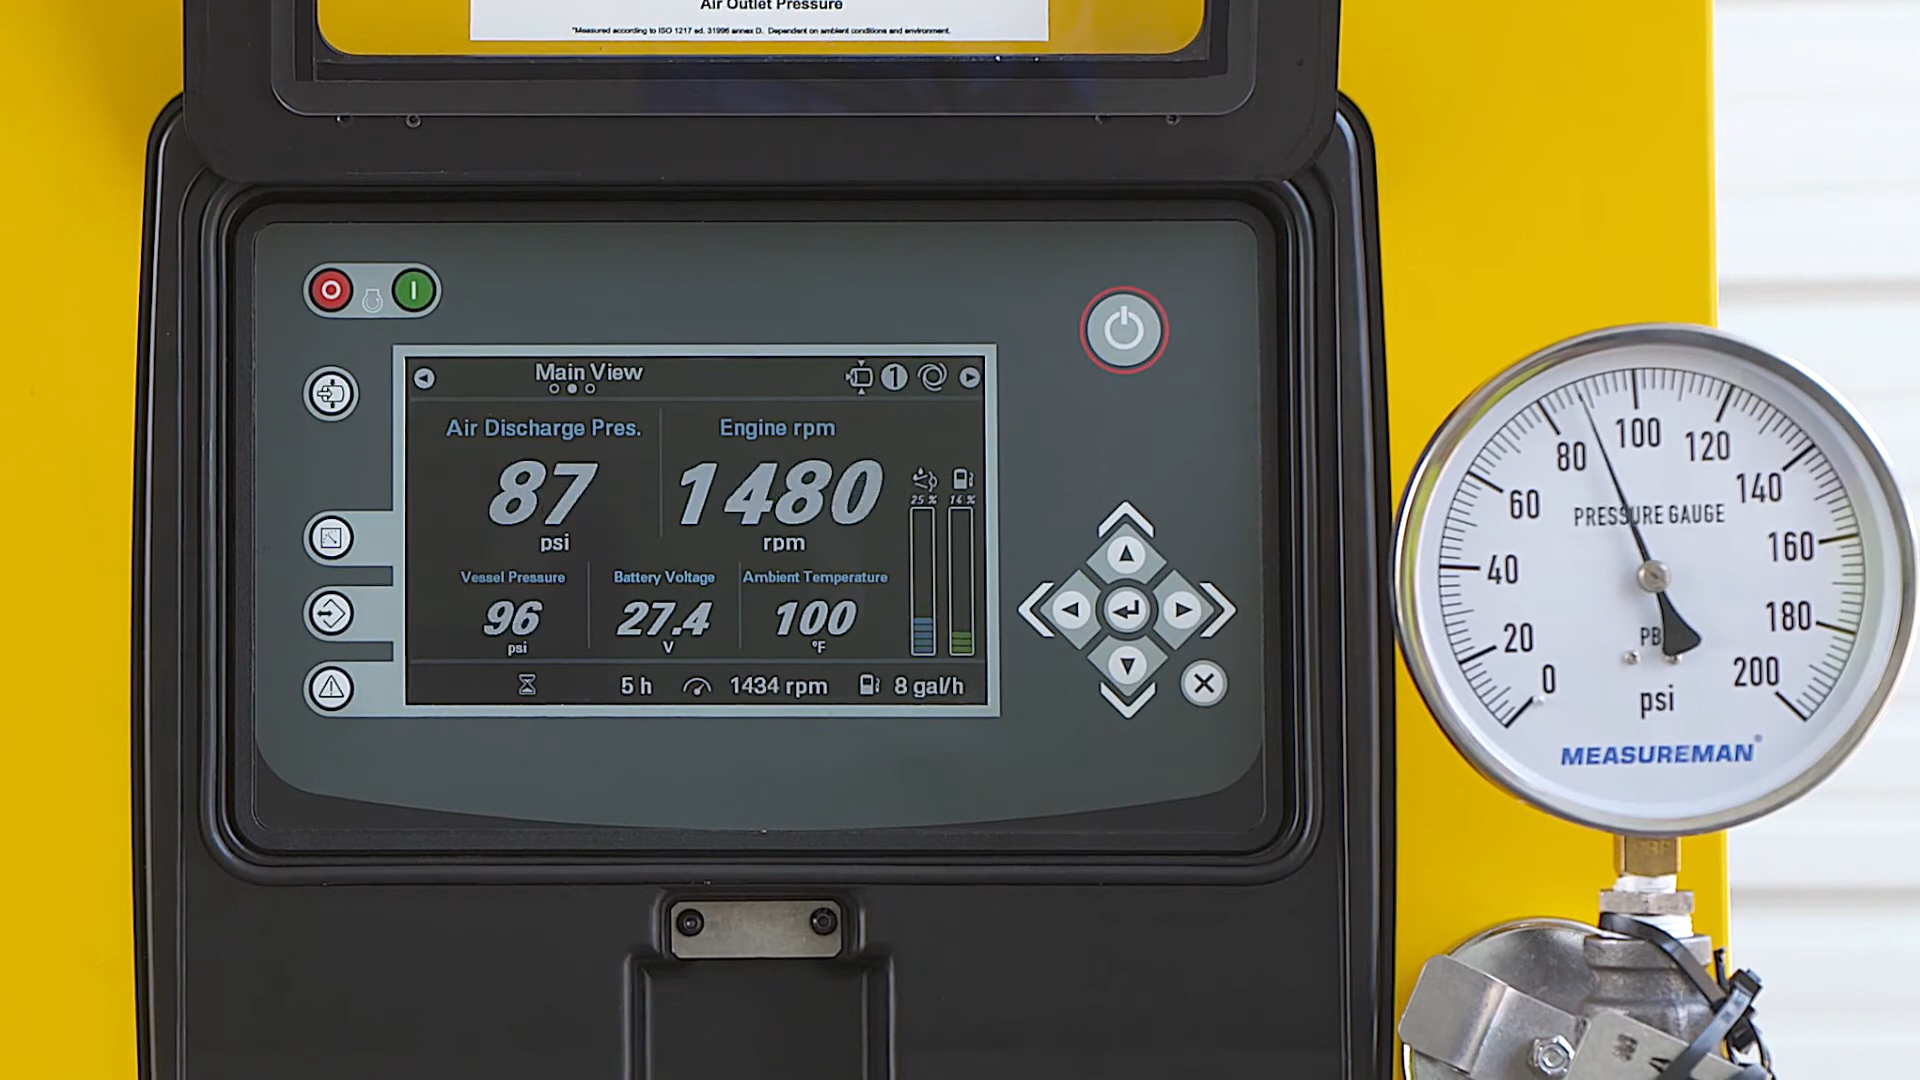 Air Outlet Pressure
*Measured according to ISO 1217 ed. 31996 annex D. Dependent on ambient conditions and environment.
Main View
1
Air Discharge Pres.
87
psi
Engine rpm
1480
rpm
25 %
14 %
Vessel Pressure
96
psi
Battery Voltage
27.4
V
Ambient Temperature
100
°F
5 h
1434 rpm
8 gal/h
0
20
40
60
80
100
120
140
160
180
200
PRESSURE GAUGE
psi
MEASUREMAN®